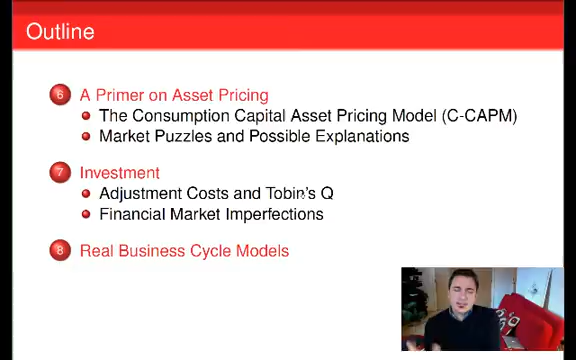 Outline
6 A Primer on Asset Pricing
The Consumption Capital Asset Pricing Model (C-CAPM)
Market Puzzles and Possible Explanations
7 Investment
Adjustment Costs and Tobin's Q
Financial Market Imperfections
8 Real Business Cycle Models